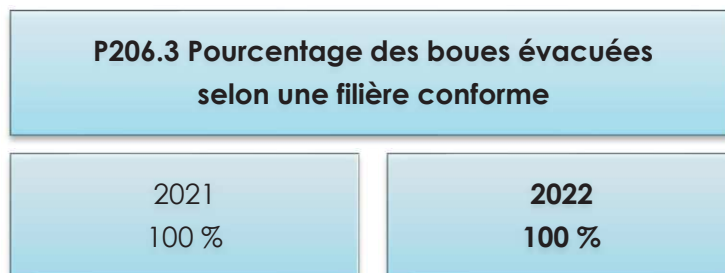 P206.3 Pourcentage des boues évacuées
selon une filière conforme
2021
100 %
2022
100 %